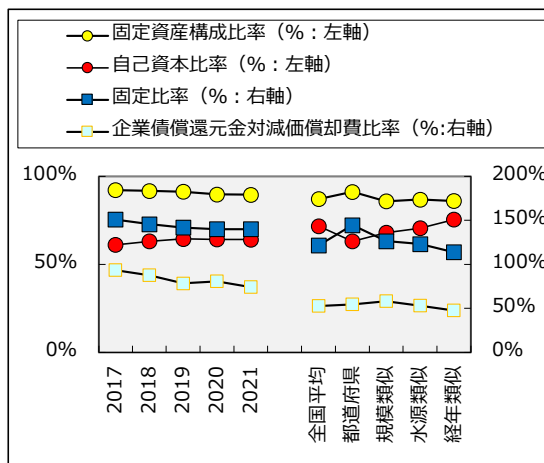 固定資産構成比率（%：左軸）
自己資本比率（%：左軸）
固定比率（%：右軸）
企業債償還元金対減価償却費比率（%:右軸）
100%
50%
0%
200%
150%
100%
50%
0%
2017
2018
2019
2020
2021
全国平均
都道府県
規模類似
水源類似
経年類似